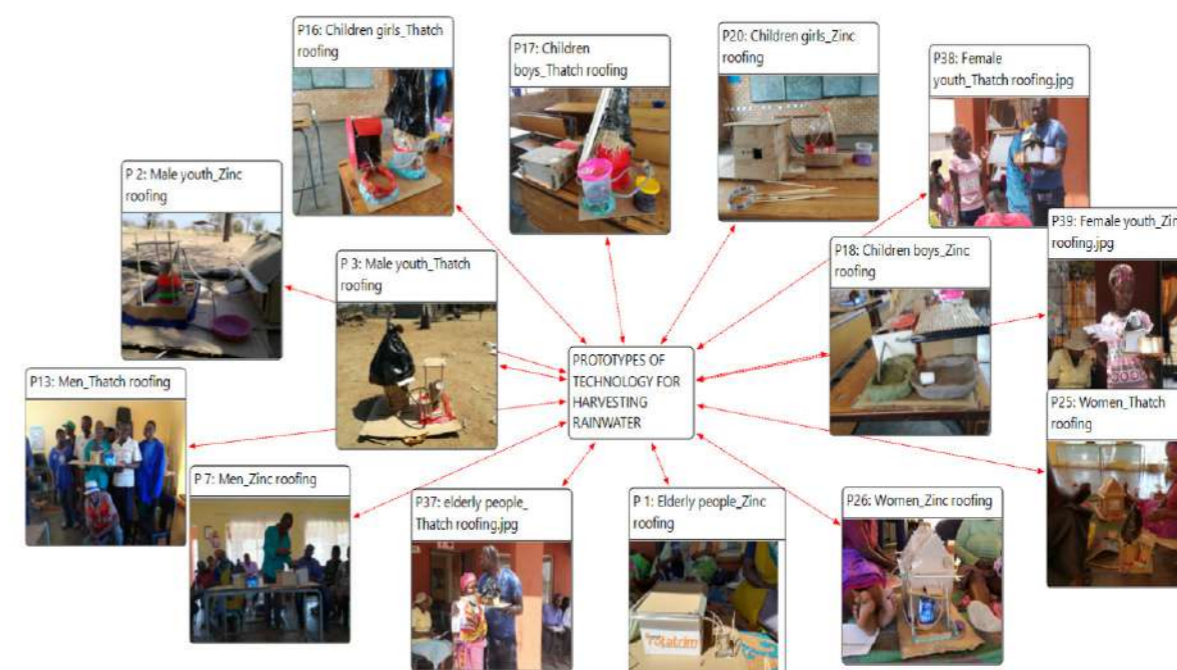 P16: Children girls_Thatch
roofing
P17: Children
boys_Thatch roofing
P20: Children girls_Zinc
roofing
P38: Female
youth_Thatch roofing.jpg
P 2: Male youth_Zinc
roofing
P 3: Male youth_Thatch
roofing
P18: Children boys_Zinc
roofing
P39: Female youth_Zin
roofing.jpg
PROTOTYPES OF
TECHNOLOGY FOR
HARVESTING
RAINWATER
P13: Men_Thatch roofing
P25: Women_Thatch
roofing
P 7: Men_Zinc roofing
P37: elderly people_
Thatch roofing.jpg
P 1: Elderly people_Zinc
roofing
P26: Women_Zinc roofing
rotatrim